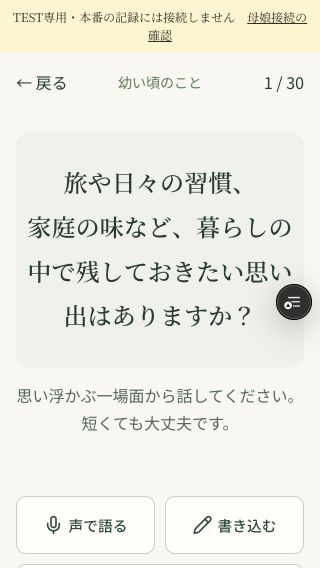 TEST専用・本番の記録には接続しません　母娘接続の
確認
← 戻る
幼い頃のこと
1 / 30
旅や日々の習慣、
家庭の味など、暮らしの
中で残しておきたい思い
出はありますか？
思い浮かぶ一場面から話してください。
短くても大丈夫です。
声で語る
書き込む